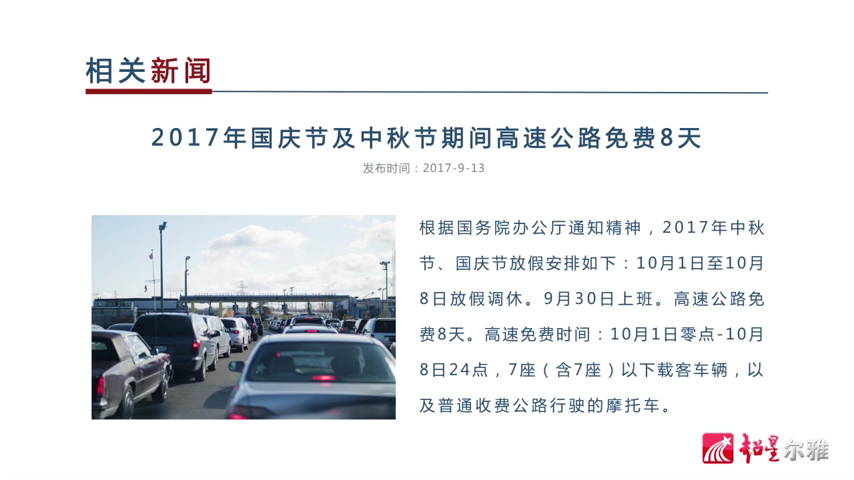 相关新闻
2017年国庆节及中秋节期间高速公路免费8天
发布时间：2017-9-13
根据国务院办公厅通知精神，2017年中秋
节、国庆节放假安排如下：10月1日至10月
8日放假调休。9月30日上班。高速公路免
费8天。高速免费时间：10月1日零点-10月
8日24点，7座（含7座）以下载客车辆，以
及普通收费公路行驶的摩托车。
超星尔雅